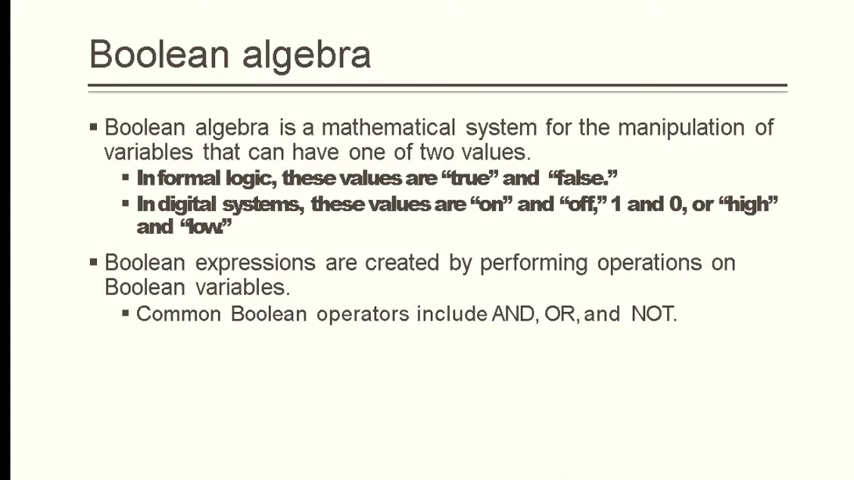 Boolean algebra
▪ Boolean algebra is a mathematical system for the manipulation of
variables that can have one of two values.
▪ In formal logic, these values are “true” and “false.”
▪ In digital systems, these values are “on” and “off,” 1 and 0, or “high”
and “low.”
▪ Boolean expressions are created by performing operations on
Boolean variables.
▪ Common Boolean operators include AND, OR, and NOT.